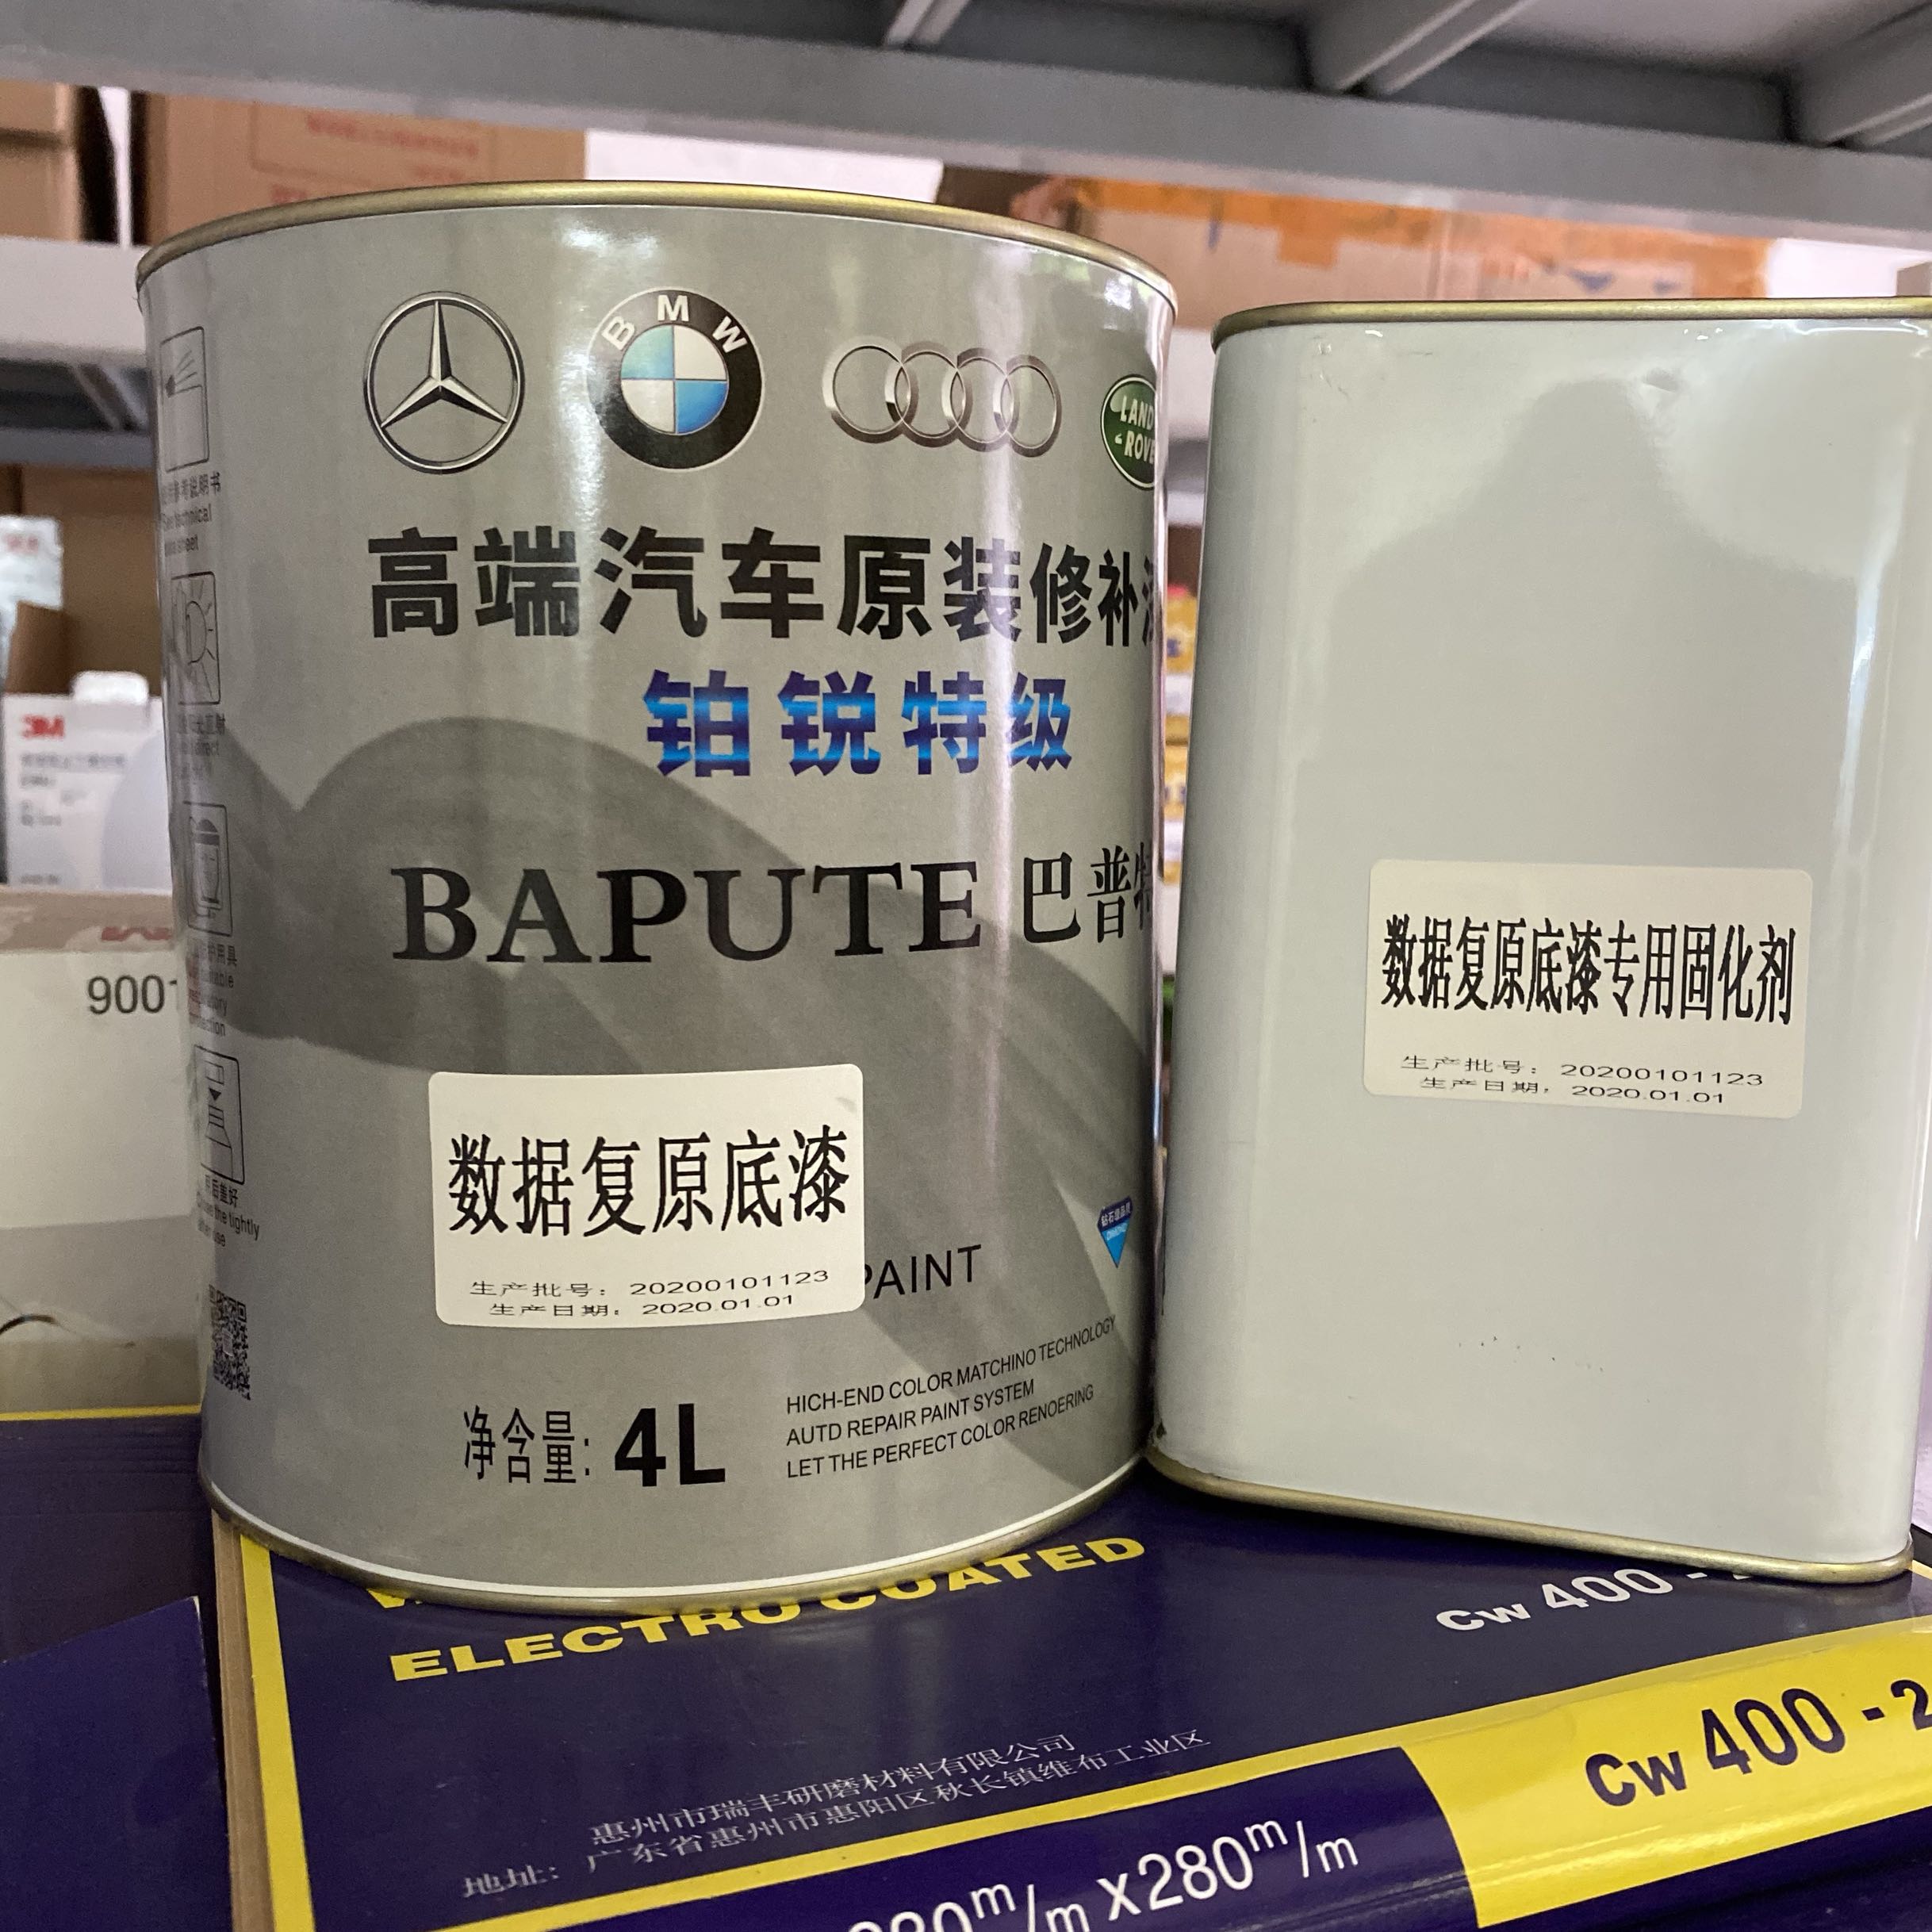 BMW
LAND
高端汽车原装修补
铂锐特级
BAPUTE 巴普
数据复原底漆
生产批号：20200101123
生产日期：2020.01.01
PAINT
净含量：4L
HICH-END COLOR MATCHINO TECHNOLOGY
AUTD REPAIR PAINT SYSTEM
LET THE PERFECT COLOR RENOERING
数据复原底漆专用固化剂
生产批号：20200101123
生产日期：2020.01.01
3M
9001
ELECTRO COATED
CW 400 -
惠州市瑞丰研磨材料有限公司
地址：广东省惠州市惠阳区秋长镇维布工业区
CW 400 - 2
m/m x280m/m